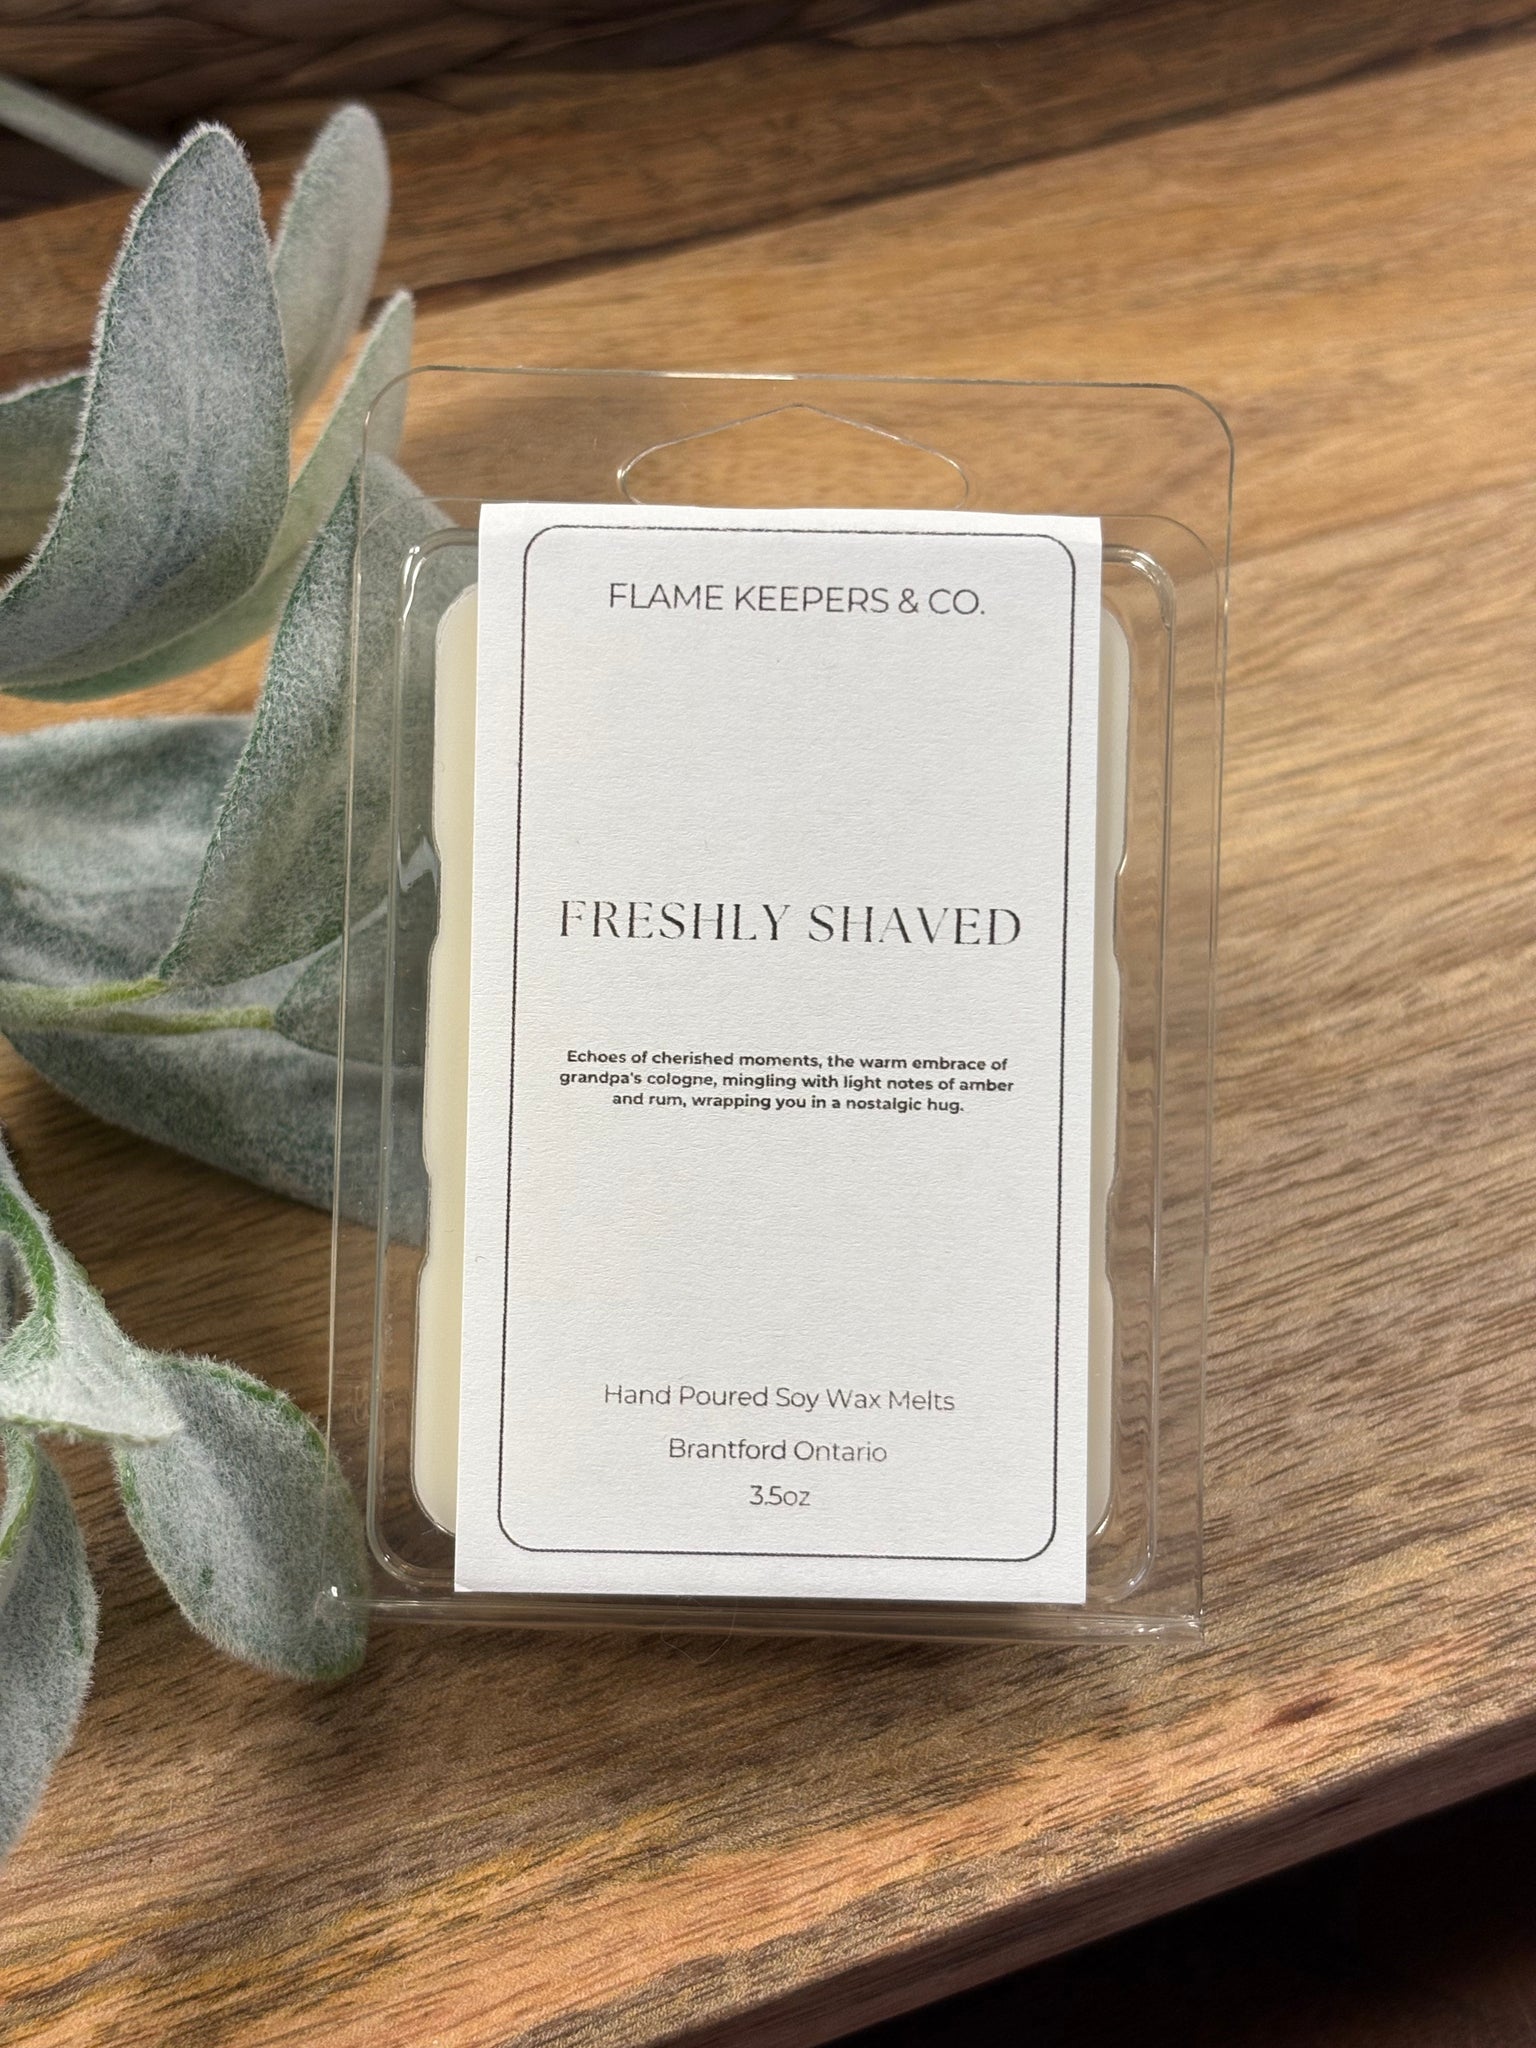 FLAME KEEPERS & CO.
FRESHLY SHAVED
Echoes of cherished moments, the warm embrace of
grandpa's cologne, mingling with light notes of amber
and rum, wrapping you in a nostalgic hug.
Hand Poured Soy Wax Melts
Brantford Ontario
3.5oz